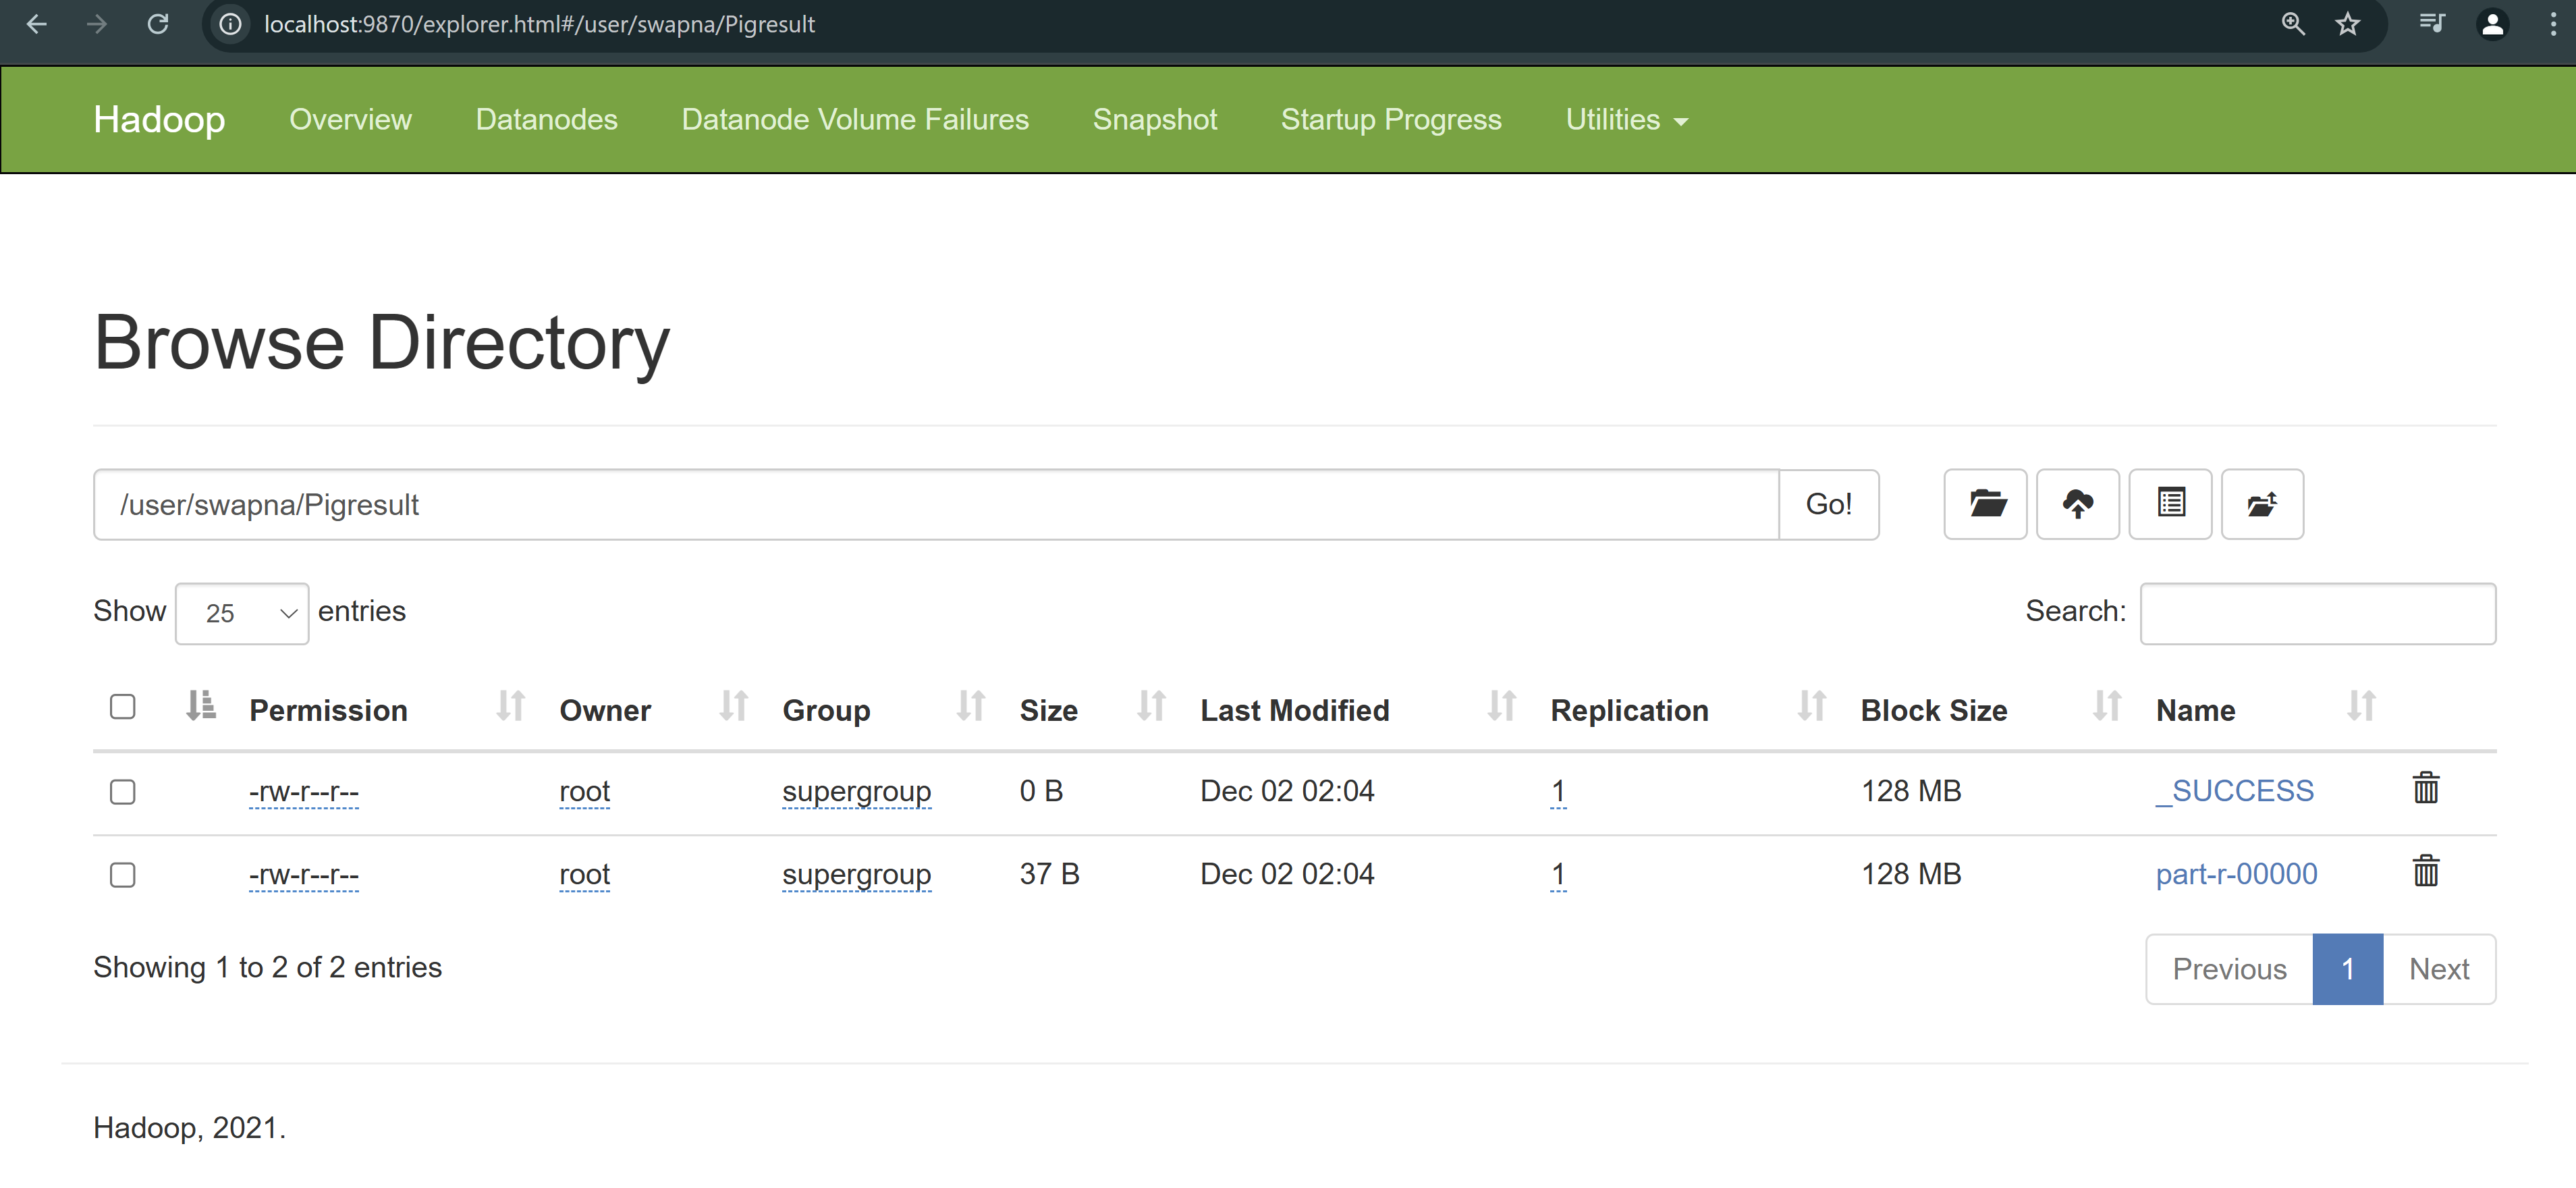 localhost:9870/explorer.html#/user/swapna/Pigresult
Hadoop Overview Datanodes Datanode Volume Failures Snapshot Startup Progress Utilities
Browse Directory
/user/swapna/Pigresult Go!
Show 25 entries Search:
Permission Owner Group Size Last Modified Replication Block Size Name
-rw-r--r-- root supergroup 0 B Dec 02 02:04 1 128 MB _SUCCESS
-rw-r--r-- root supergroup 37 B Dec 02 02:04 1 128 MB part-r-00000
Showing 1 to 2 of 2 entries Previous 1 Next
Hadoop, 2021.